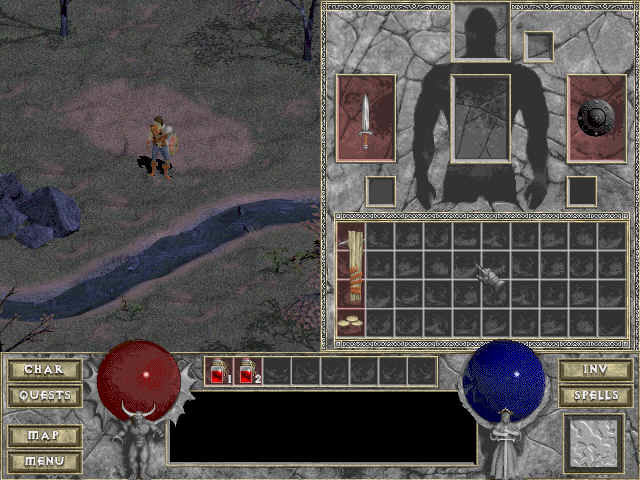 CHAR
QUESTS
MAP
MENU
1
2
INV
SPELLS